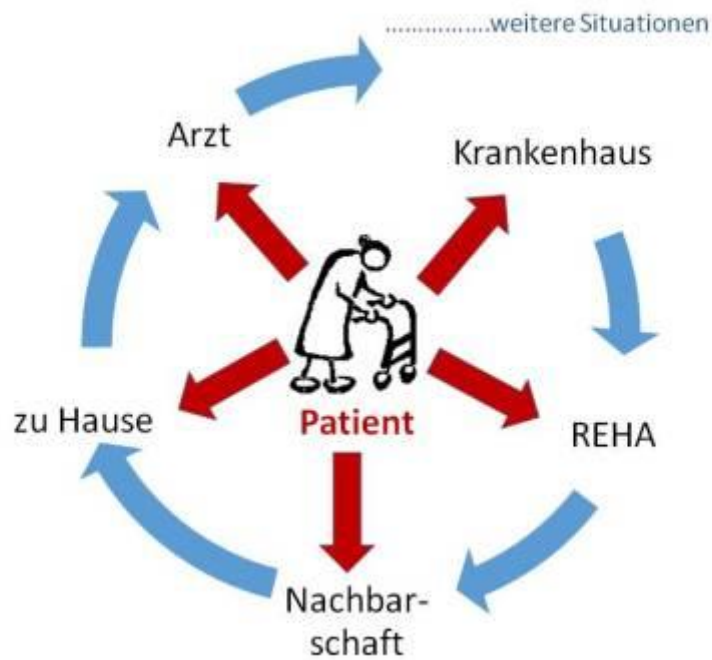 ...............weitere Situationen
Arzt
Krankenhaus
zu Hause
Patient
REHA
Nachbar-
schaft